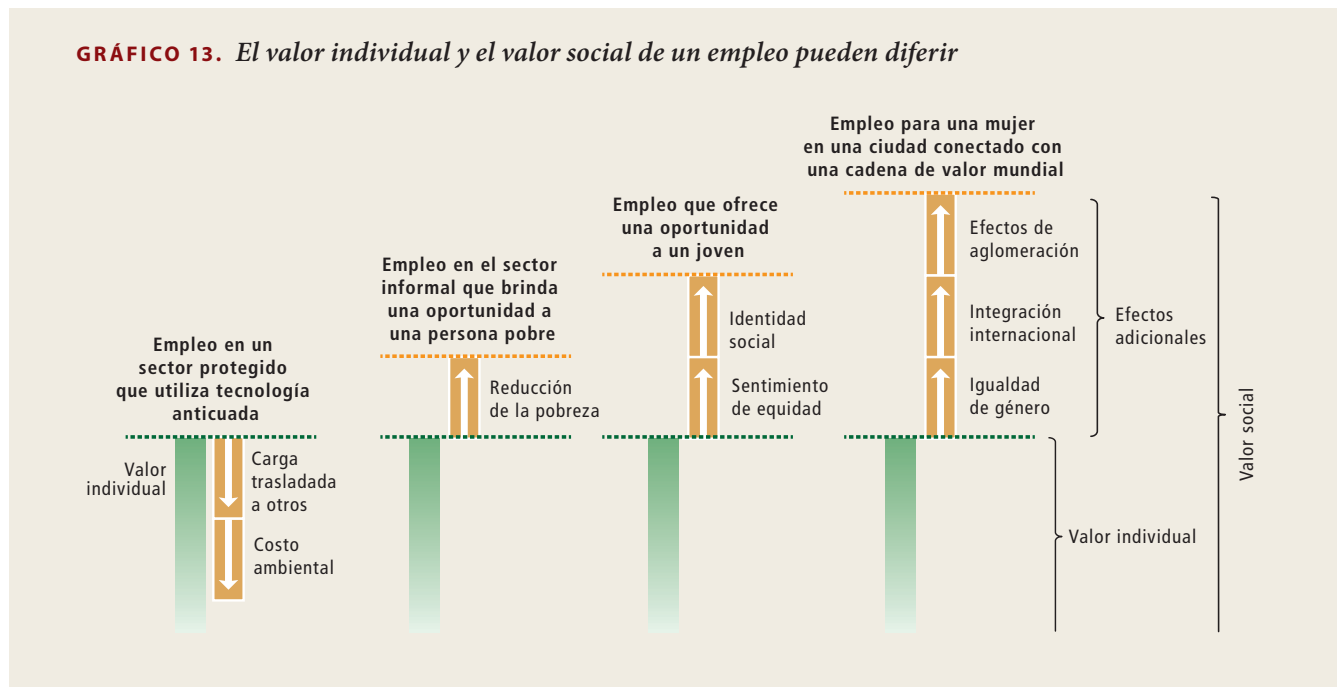 GRÁFICO 13. El valor individual y el valor social de un empleo pueden diferir
Empleo en un
sector protegido
que utiliza tecnología
anticuada
Valor
individual
Carga
trasladada
a otros
Costo
ambiental
Empleo en el sector
informal que brinda
una oportunidad a
una persona pobre
Reducción
de la pobreza
Empleo que ofrece
una oportunidad
a un joven
Identidad
social
Sentimiento
de equidad
Empleo para una mujer
en una ciudad conectado con
una cadena de valor mundial
Efectos de
aglomeración
Integración
internacional
Igualdad
de género
Efectos
adicionales
Valor individual
Valor social